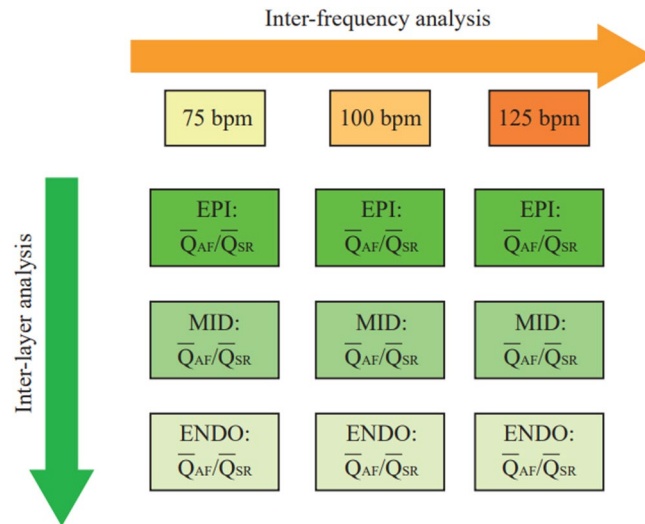 Inter-frequency analysis
75 bpm
100 bpm
125 bpm
Inter-layer analysis
EPI:
Q̅AF/Q̅SR
EPI:
Q̅AF/Q̅SR
EPI:
Q̅AF/Q̅SR
MID:
Q̅AF/Q̅SR
MID:
Q̅AF/Q̅SR
MID:
Q̅AF/Q̅SR
ENDO:
Q̅AF/Q̅SR
ENDO:
Q̅AF/Q̅SR
ENDO:
Q̅AF/Q̅SR